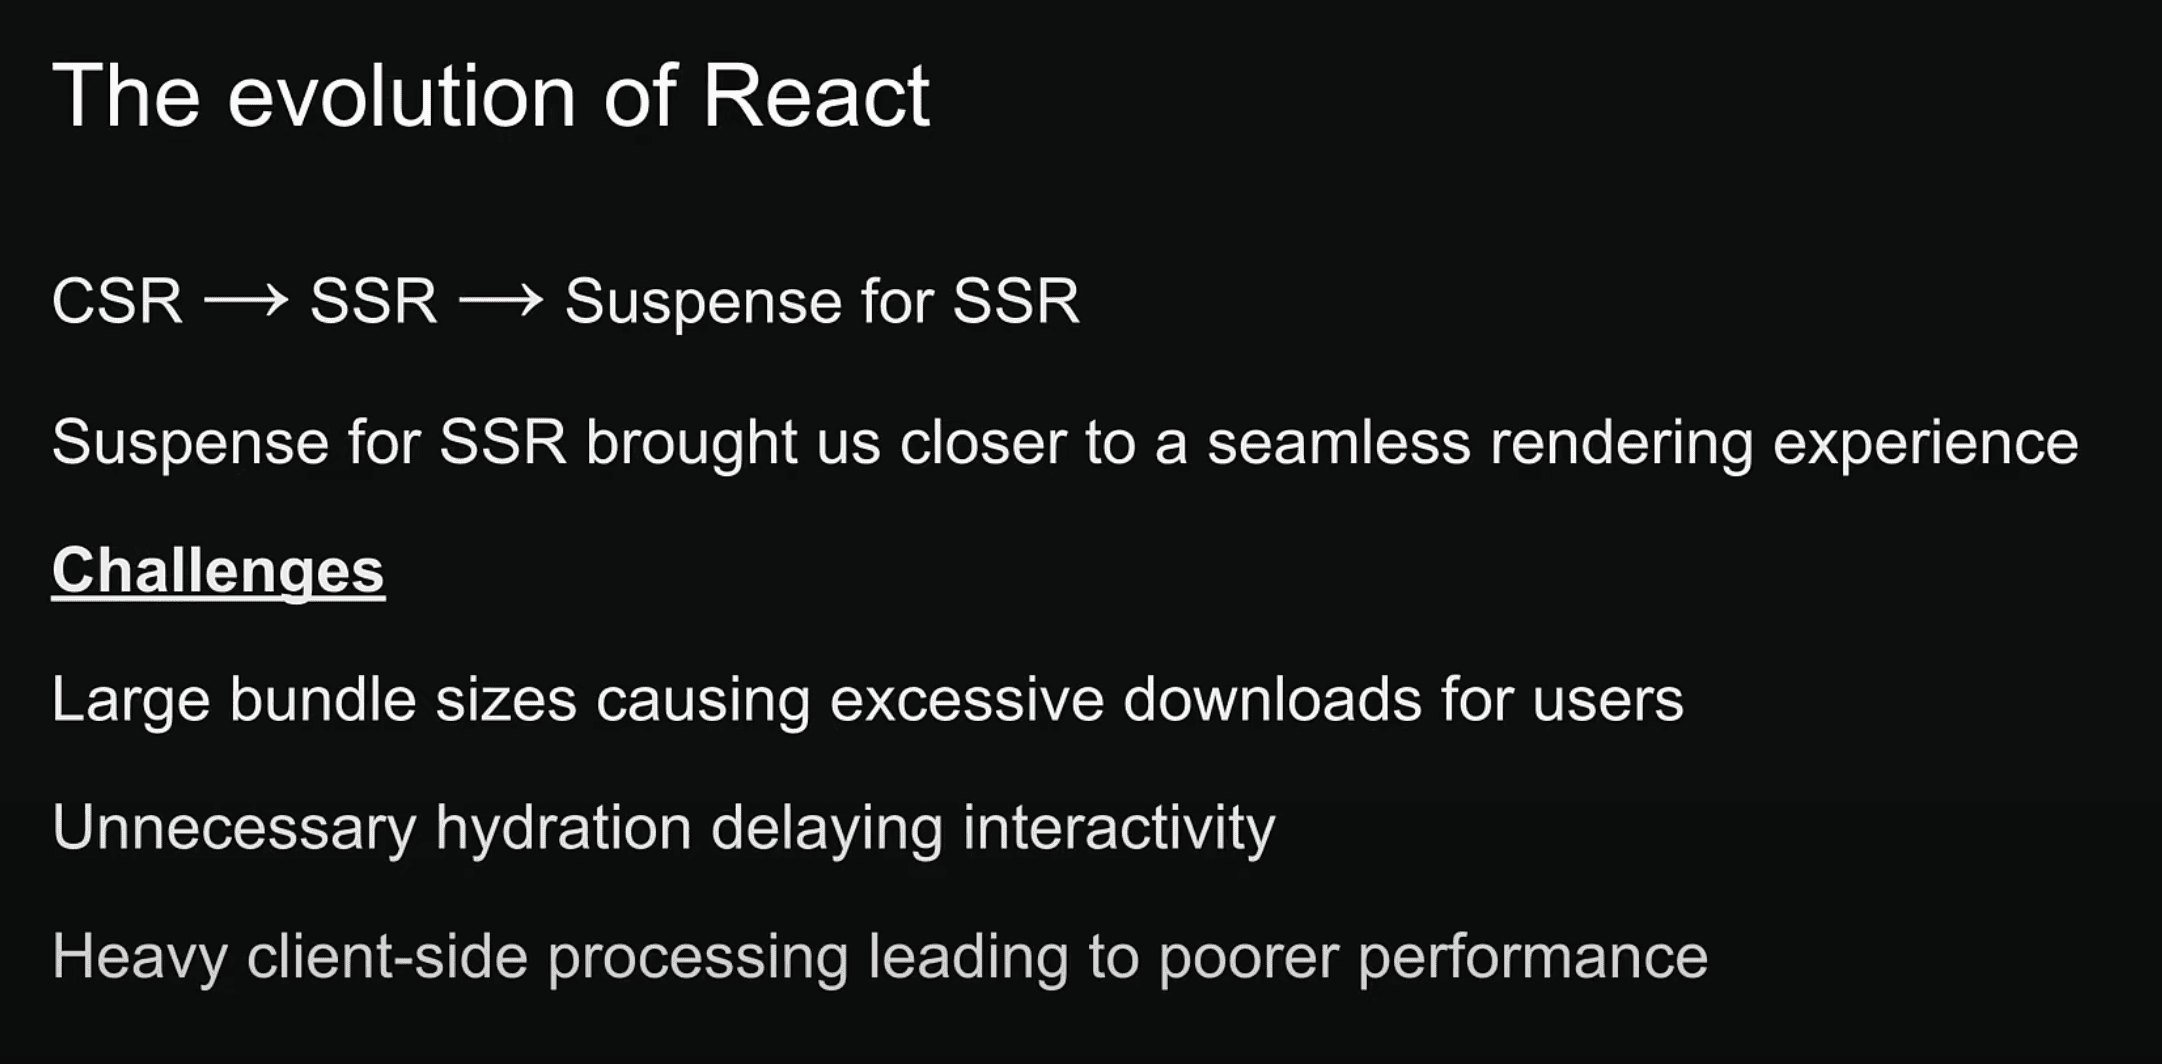 The evolution of React
CSR → SSR → Suspense for SSR
Suspense for SSR brought us closer to a seamless rendering experience
Challenges
Large bundle sizes causing excessive downloads for users
Unnecessary hydration delaying interactivity
Heavy client-side processing leading to poorer performance